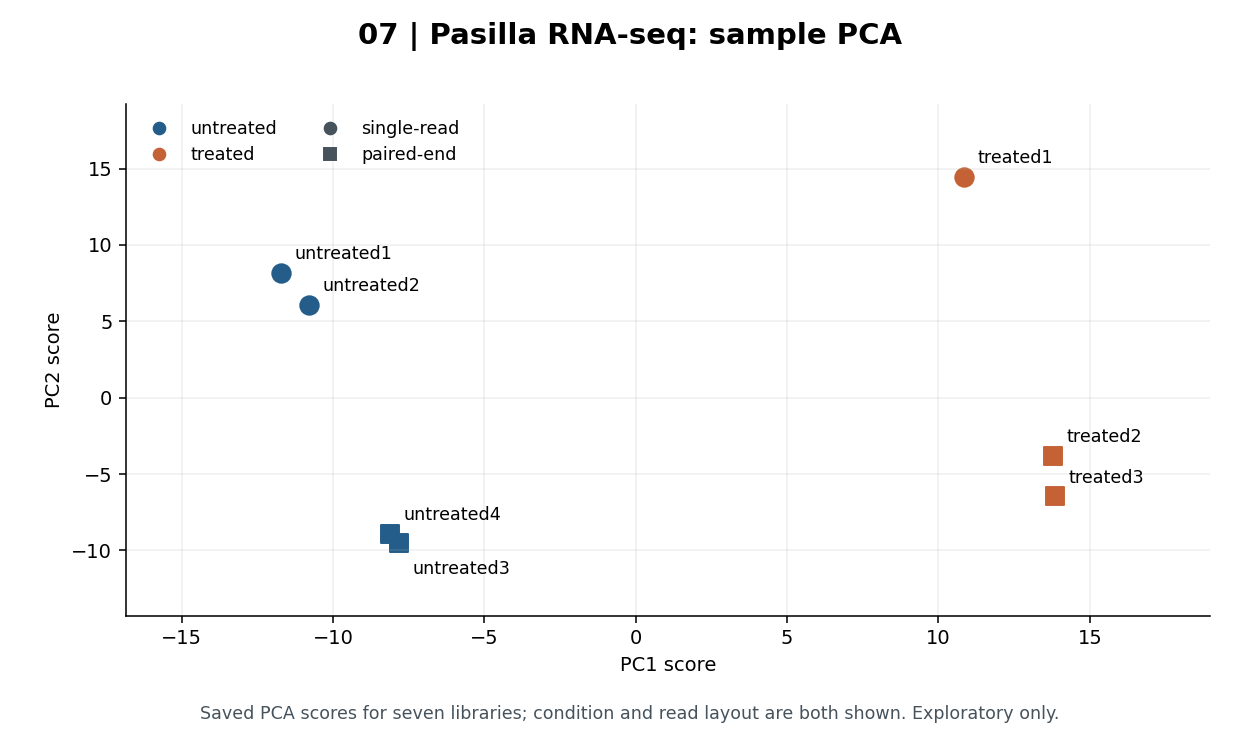 07 | Pasilla RNA-seq: sample PCA
untreated
single-read
treated
paired-end
treated1
untreated1
untreated2
treated2
treated3
untreated4
untreated3
15
10
5
0
−5
−10
PC2 score
−15
−10
−5
0
5
10
15
PC1 score
Saved PCA scores for seven libraries; condition and read layout are both shown. Exploratory only.